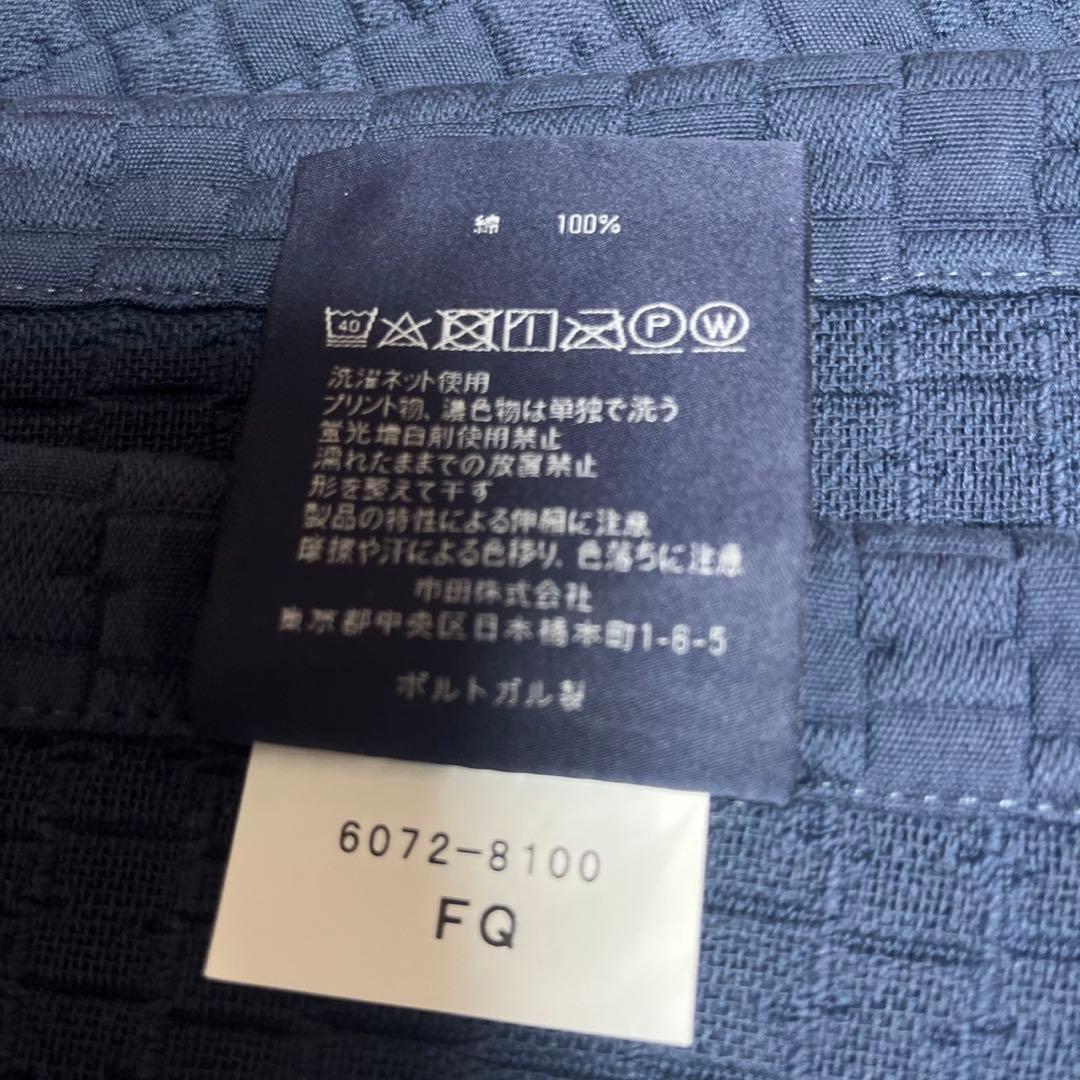 綿 100%
40 P W
洗濯ネット使用
プリント物、濃色物は単独で洗う
蛍光増白剤使用禁止
濡れたままでの放置禁止
形を整えて干す
製品の特性による伸縮に注意
摩擦や汗による色移り、色落ちに注意
市田株式会社
東京都中央区日本橋本町1-6-5
ポルトガル製
6072-8100
FQ